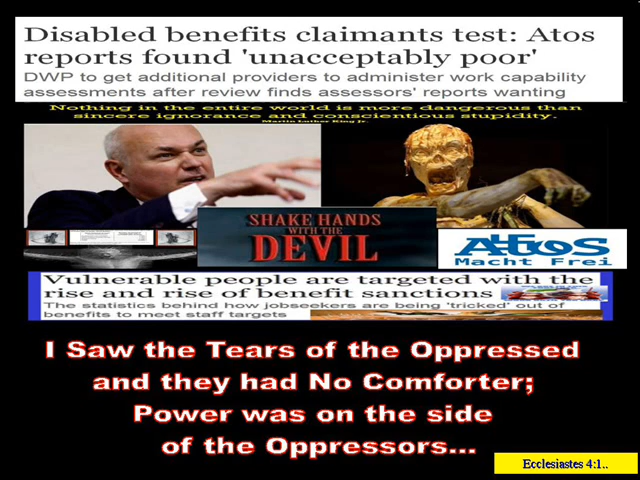 Disabled benefits claimants test: Atos
reports found 'unacceptably poor'
DWP to get additional providers to administer work capability
assessments after review finds assessors' reports wanting
Nothing in the entire world is more dangerous than
sincere ignorance and conscientious stupidity.
Martin Luther King Jr.
SHAKE HANDS
WITH THE
DEVIL
Atos
Macht Frei
Vulnerable people are targeted with the
rise and rise of benefit sanctions
The statistics behind how jobseekers are being 'tricked' out of
benefits to meet staff targets
I Saw the Tears of the Oppressed
and they had No Comforter;
Power was on the side
of the Oppressors...
Ecclesiastes 4:1..